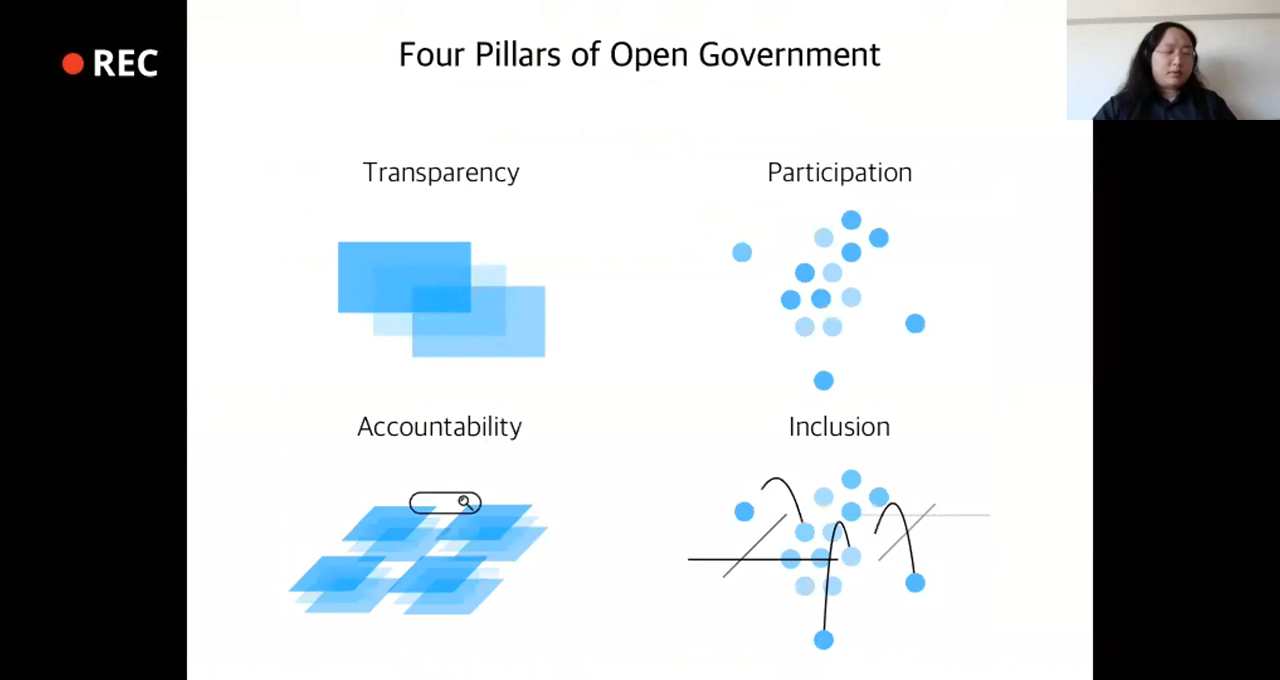 REC
Four Pillars of Open Government
Transparency
Participation
Accountability
Inclusion